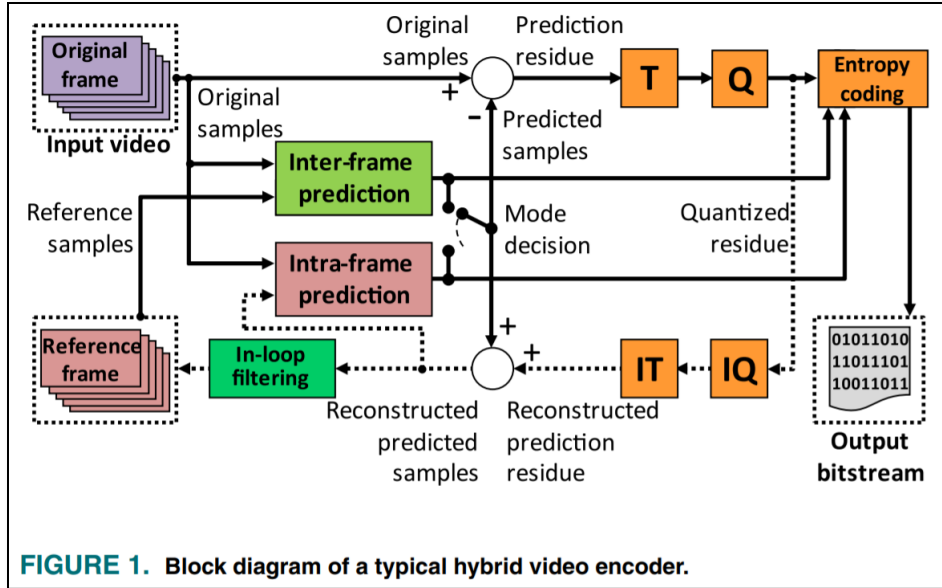 Original
frame
Input video
Original
samples
Prediction
residue
T
Q
Entropy
coding
+
−
Original
samples
Predicted
samples
Inter-frame
prediction
Reference
samples
Mode
decision
Quantized
residue
Intra-frame
prediction
+
+
Reference
frame
In-loop
filtering
IT
IQ
01011010
11011101
10011011
Reconstructed
predicted
samples
Reconstructed
prediction
residue
Output
bitstream
FIGURE 1. Block diagram of a typical hybrid video encoder.